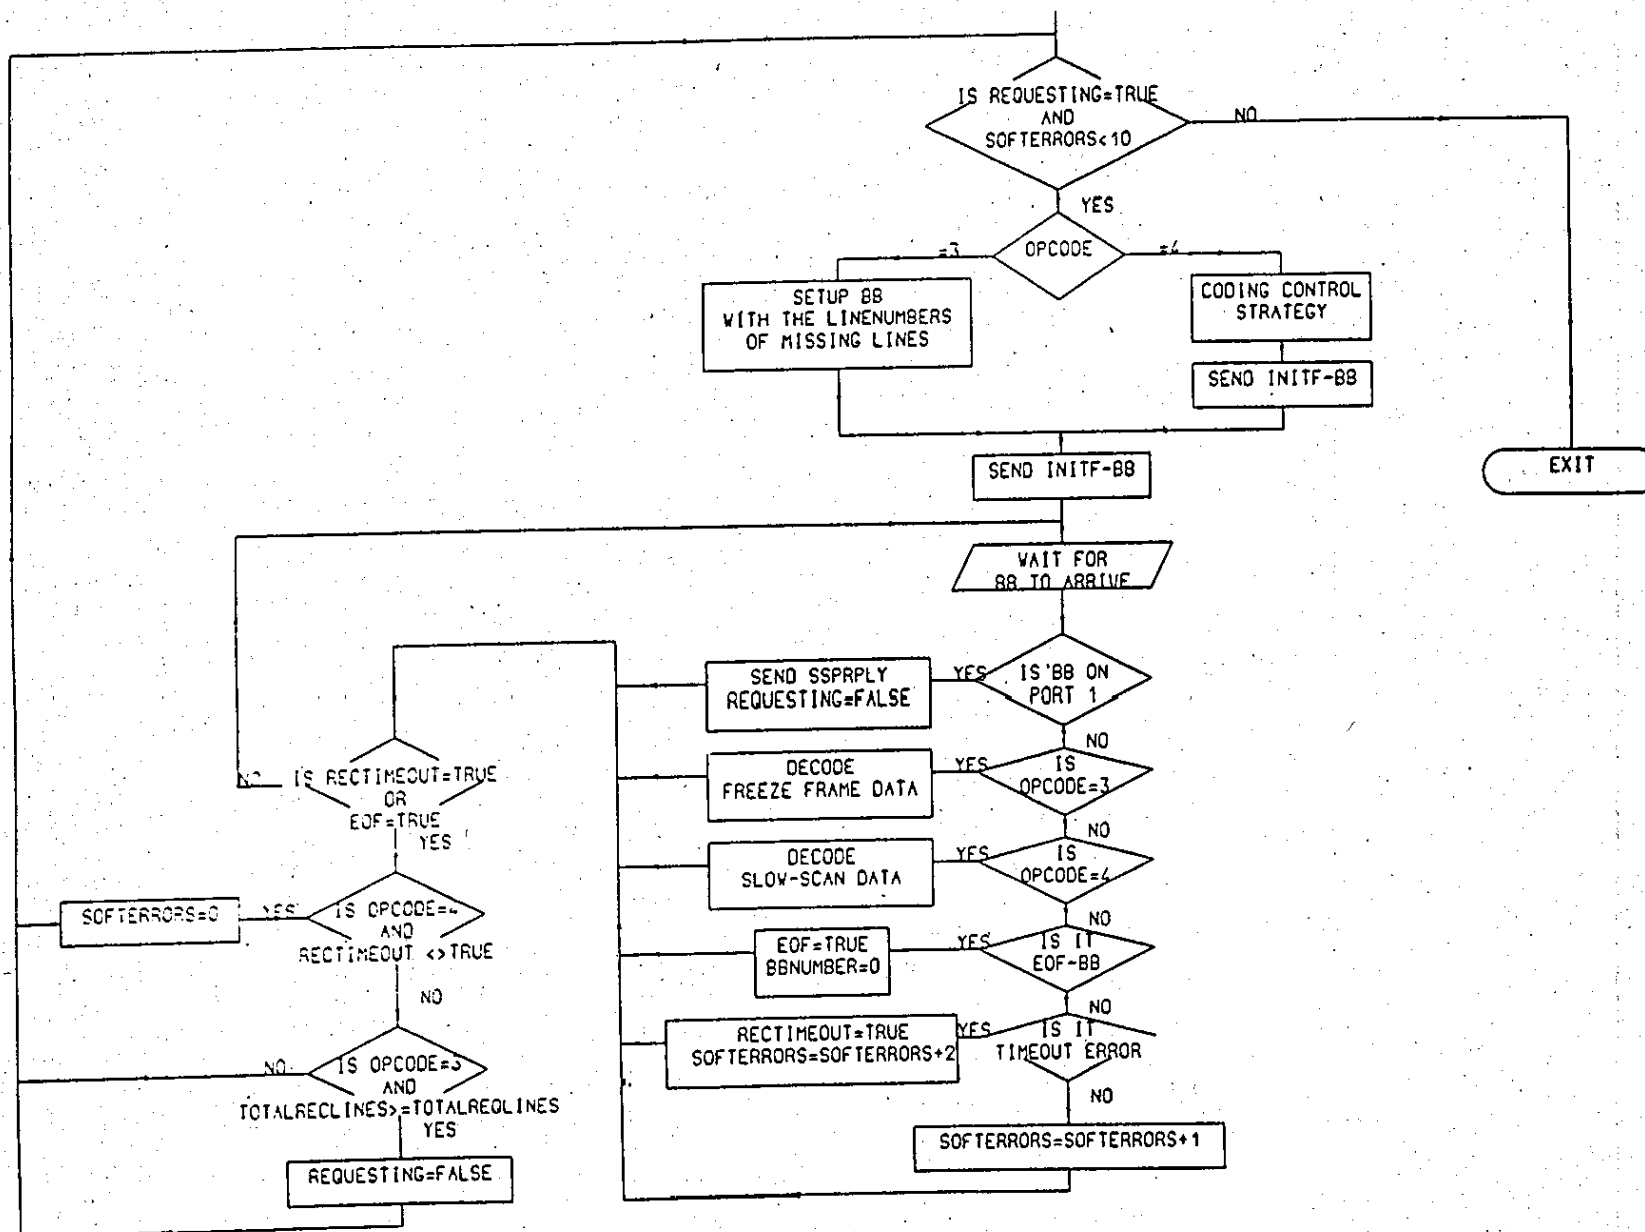 IS REQUESTING=TRUE
AND
SOFTERRORS<10
NO
YES
OPCODE
=3
=4
SETUP BB
WITH THE LINENUMBERS
OF MISSING LINES
CODING CONTROL
STRATEGY
SEND INITF-BB
SEND INITF-BB
EXIT
WAIT FOR
BB TO ARRIVE
IS BB ON
PORT 1
YES
SEND SSPRPLY
REQUESTING=FALSE
NO
IS
OPCODE=3
YES
DECODE
FREEZE FRAME DATA
NO
IS
OPCODE=4
YES
DECODE
SLOW-SCAN DATA
NO
IS IT
EOF-BB
YES
EOF=TRUE
BBNUMBER=0
NO
IS IT
TIMEOUT ERROR
YES
RECTIMEOUT=TRUE
SOFTERRORS=SOFTERRORS+2
NO
SOFTERRORS=SOFTERRORS+1
NO
IS RECTIMEOUT=TRUE
OR
EOF=TRUE
YES
IS OPCODE=4
AND
RECTIMEOUT <>TRUE
YES
SOFTERRORS=0
NO
IS OPCODE=3
AND
TOTALRECLINES>=TOTALREQLINES
NO
YES
REQUESTING=FALSE